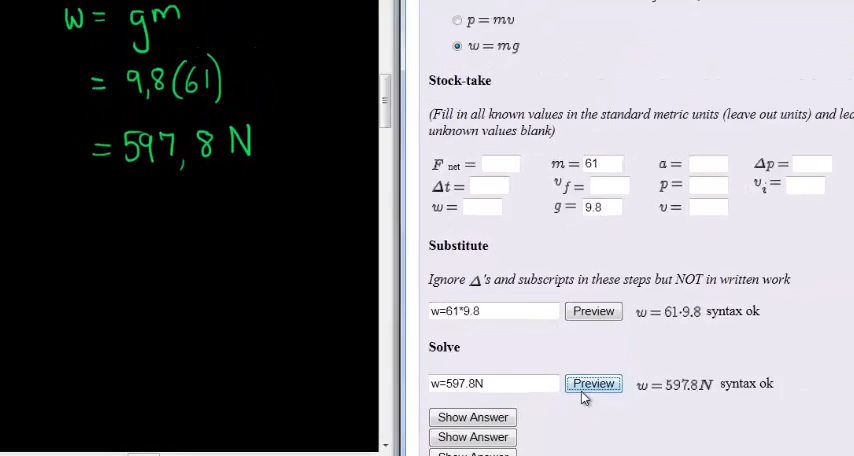 w = gm
= 9,8(61)
= 597,8 N
p = mv
w = mg
Stock-take
(Fill in all known values in the standard metric units (leave out units) and
unknown values blank)
F net = m = 61 a = Δp =
Δt = v f = p = v i =
w = g = 9.8 v =
Substitute
Ignore Δ's and subscripts in these steps but NOT in written work
w=61*9.8 Preview w = 61·9.8 syntax ok
Solve
w=597.8N Preview w = 597.8N syntax ok
Show Answer
Show Answer